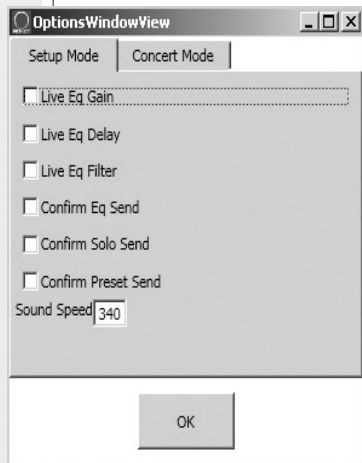 OptionsWindowView
Setup Mode Concert Mode
Live Eq Gain
Live Eq Delay
Live Eq Filter
Confirm Eq Send
Confirm Solo Send
Confirm Preset Send
Sound Speed 340
OK